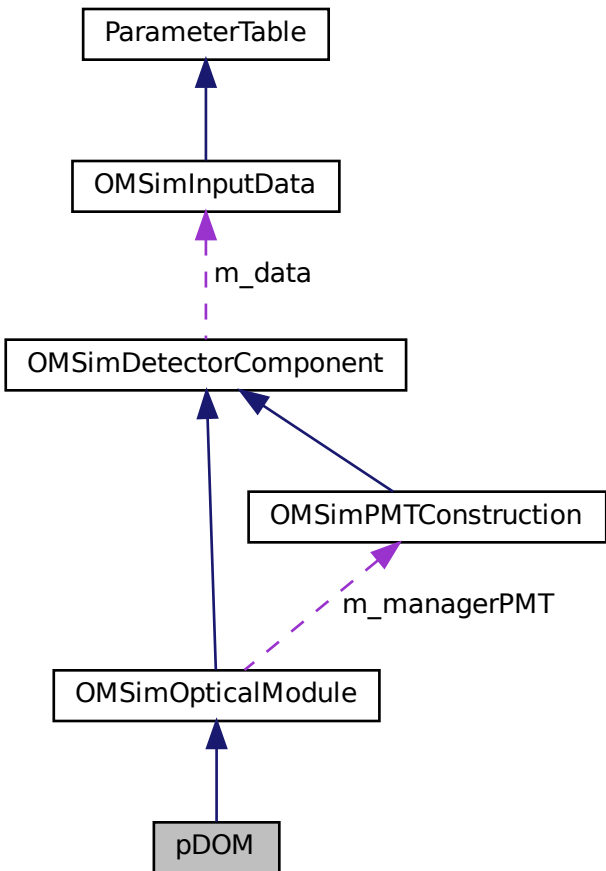 ParameterTable
OMSimInputData
m_data
OMSimDetectorComponent
OMSimPMTConstruction
m_managerPMT
OMSimOpticalModule
pDOM